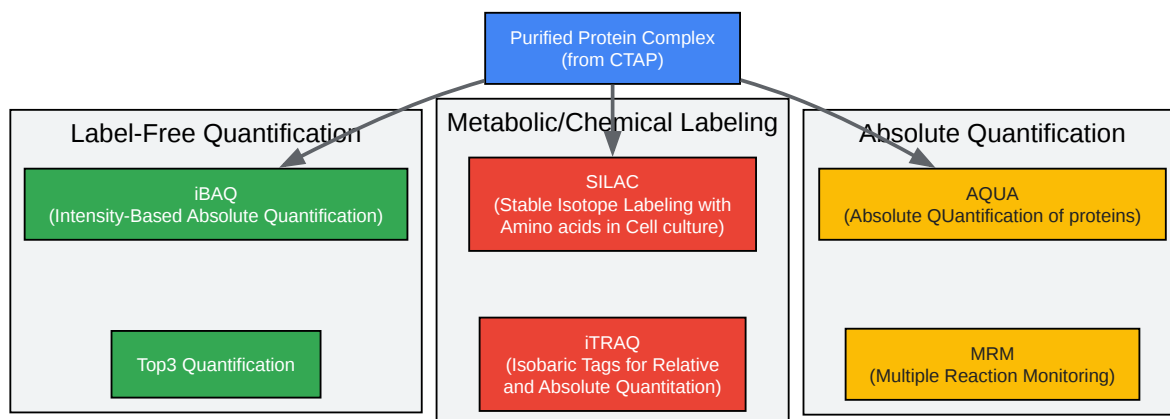 Purified Protein Complex
(from CTAP)
Label-Free Quantification
iBAQ
(Intensity-Based Absolute Quantification)
Top3 Quantification
Metabolic/Chemical Labeling
SILAC
(Stable Isotope Labeling with
Amino acids in Cell culture)
iTRAQ
(Isobaric Tags for Relative
and Absolute Quantitation)
Absolute Quantification
AQUA
(Absolute QUantification of proteins)
MRM
(Multiple Reaction Monitoring)